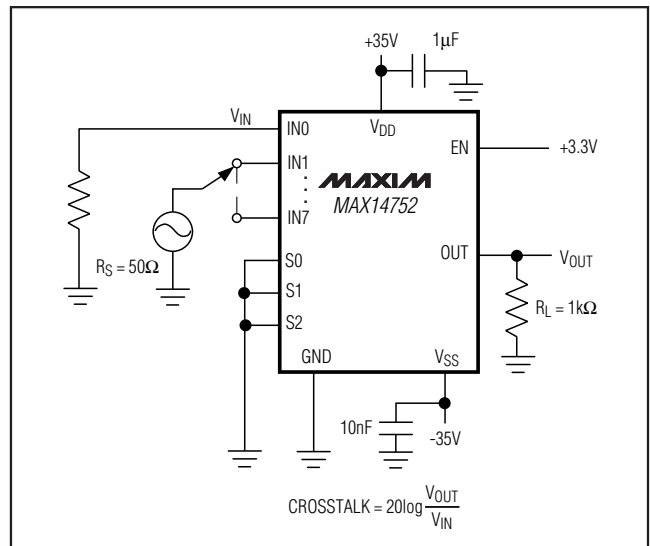 +35V
1µF
V_IN
IN0
V_DD
EN
+3.3V
IN1
MAXIM
MAX14752
IN7
R_S = 50Ω
S0
OUT
V_OUT
S1
R_L = 1kΩ
S2
GND
V_SS
10nF
-35V
CROSSTALK = 20log V_OUT
V_IN